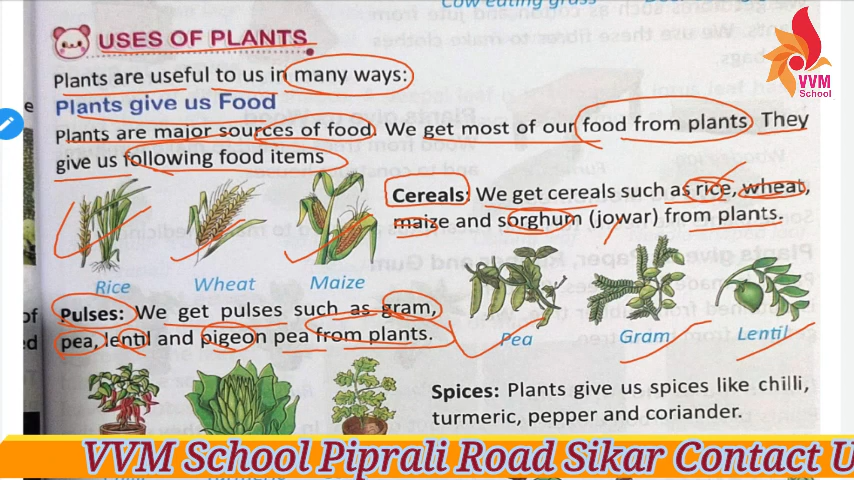 Cow eating grass
VVM
School
USES OF PLANTS
Plants are useful to us in many ways:
Plants give us Food
Plants are major sources of food. We get most of our food from plants. They
give us following food items
Cereals: We get cereals such as rice, wheat,
maize and sorghum (jowar) from plants.
Rice
Wheat
Maize
Pulses: We get pulses such as gram,
pea, lentil and pigeon pea from plants.
Pea
Gram
Lentil
Spices: Plants give us spices like chilli,
turmeric, pepper and coriander.
VVM School Piprali Road Sikar Contact U